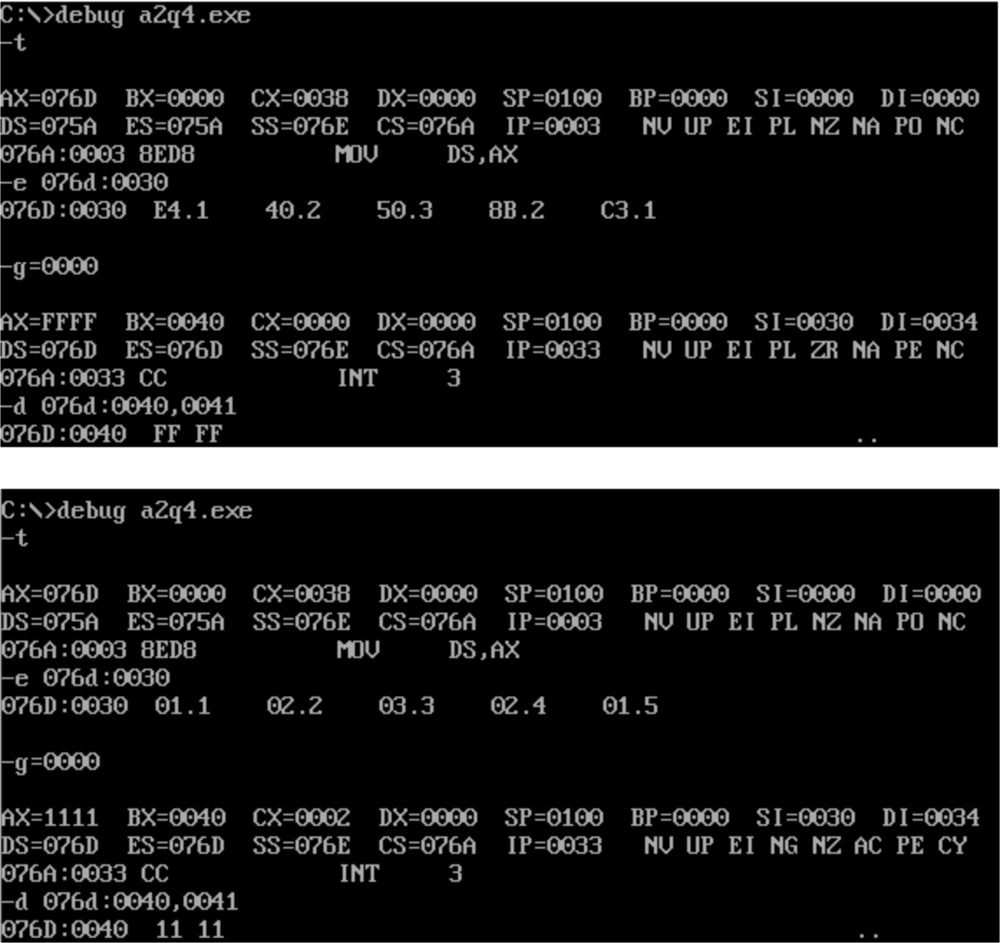 C:\>debug a2q4.exe
-t
AX=076D  BX=0000  CX=0038  DX=0000  SP=0100  BP=0000  SI=0000  DI=0000
DS=075A  ES=075A  SS=076E  CS=076A  IP=0003   NV UP EI PL NZ NA PO NC
076A:0003 8ED8          MOV     DS,AX
-e 076d:0030
076D:0030  E4.1    40.2    50.3    8B.2    C3.1
-g=0000
AX=FFFF  BX=0040  CX=0000  DX=0000  SP=0100  BP=0000  SI=0030  DI=0034
DS=076D  ES=076D  SS=076E  CS=076A  IP=0033   NV UP EI PL ZR NA PE NC
076A:0033 CC            INT     3
-d 076d:0040,0041
076D:0040  FF FF                                              ..
C:\>debug a2q4.exe
-t
AX=076D  BX=0000  CX=0038  DX=0000  SP=0100  BP=0000  SI=0000  DI=0000
DS=075A  ES=075A  SS=076E  CS=076A  IP=0003   NV UP EI PL NZ NA PO NC
076A:0003 8ED8          MOV     DS,AX
-e 076d:0030
076D:0030  01.1    02.2    03.3    02.4    01.5
-g=0000
AX=1111  BX=0040  CX=0002  DX=0000  SP=0100  BP=0000  SI=0030  DI=0034
DS=076D  ES=076D  SS=076E  CS=076A  IP=0033   NV UP EI NG NZ AC PE CY
076A:0033 CC            INT     3
-d 076d:0040,0041
076D:0040  11 11                                              ..